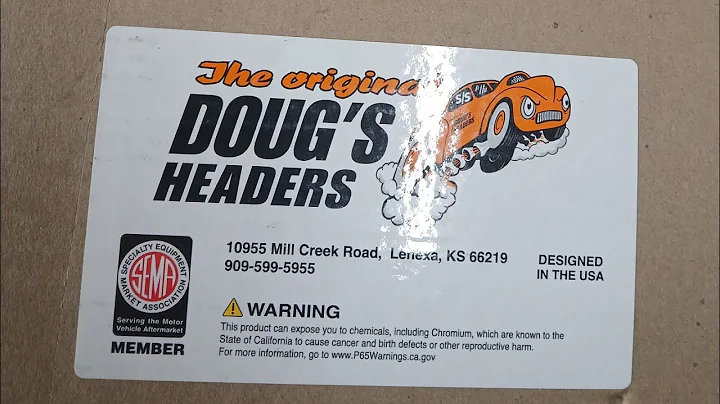 The original
DOUG'S
HEADERS
S/S
DOUG'S
HEADERS
10955 Mill Creek Road, Lenexa, KS 66219
909-599-5955
DESIGNED
IN THE USA
SPECIALTY EQUIPMENT
MARKET ASSOCIATION
SEMA
Serving the Motor
Vehicle Aftermarket
MEMBER
WARNING
This product can expose you to chemicals, including Chromium, which are known to the
State of California to cause cancer and birth defects or other reproductive harm.
For more information, go to www.P65Warnings.ca.gov